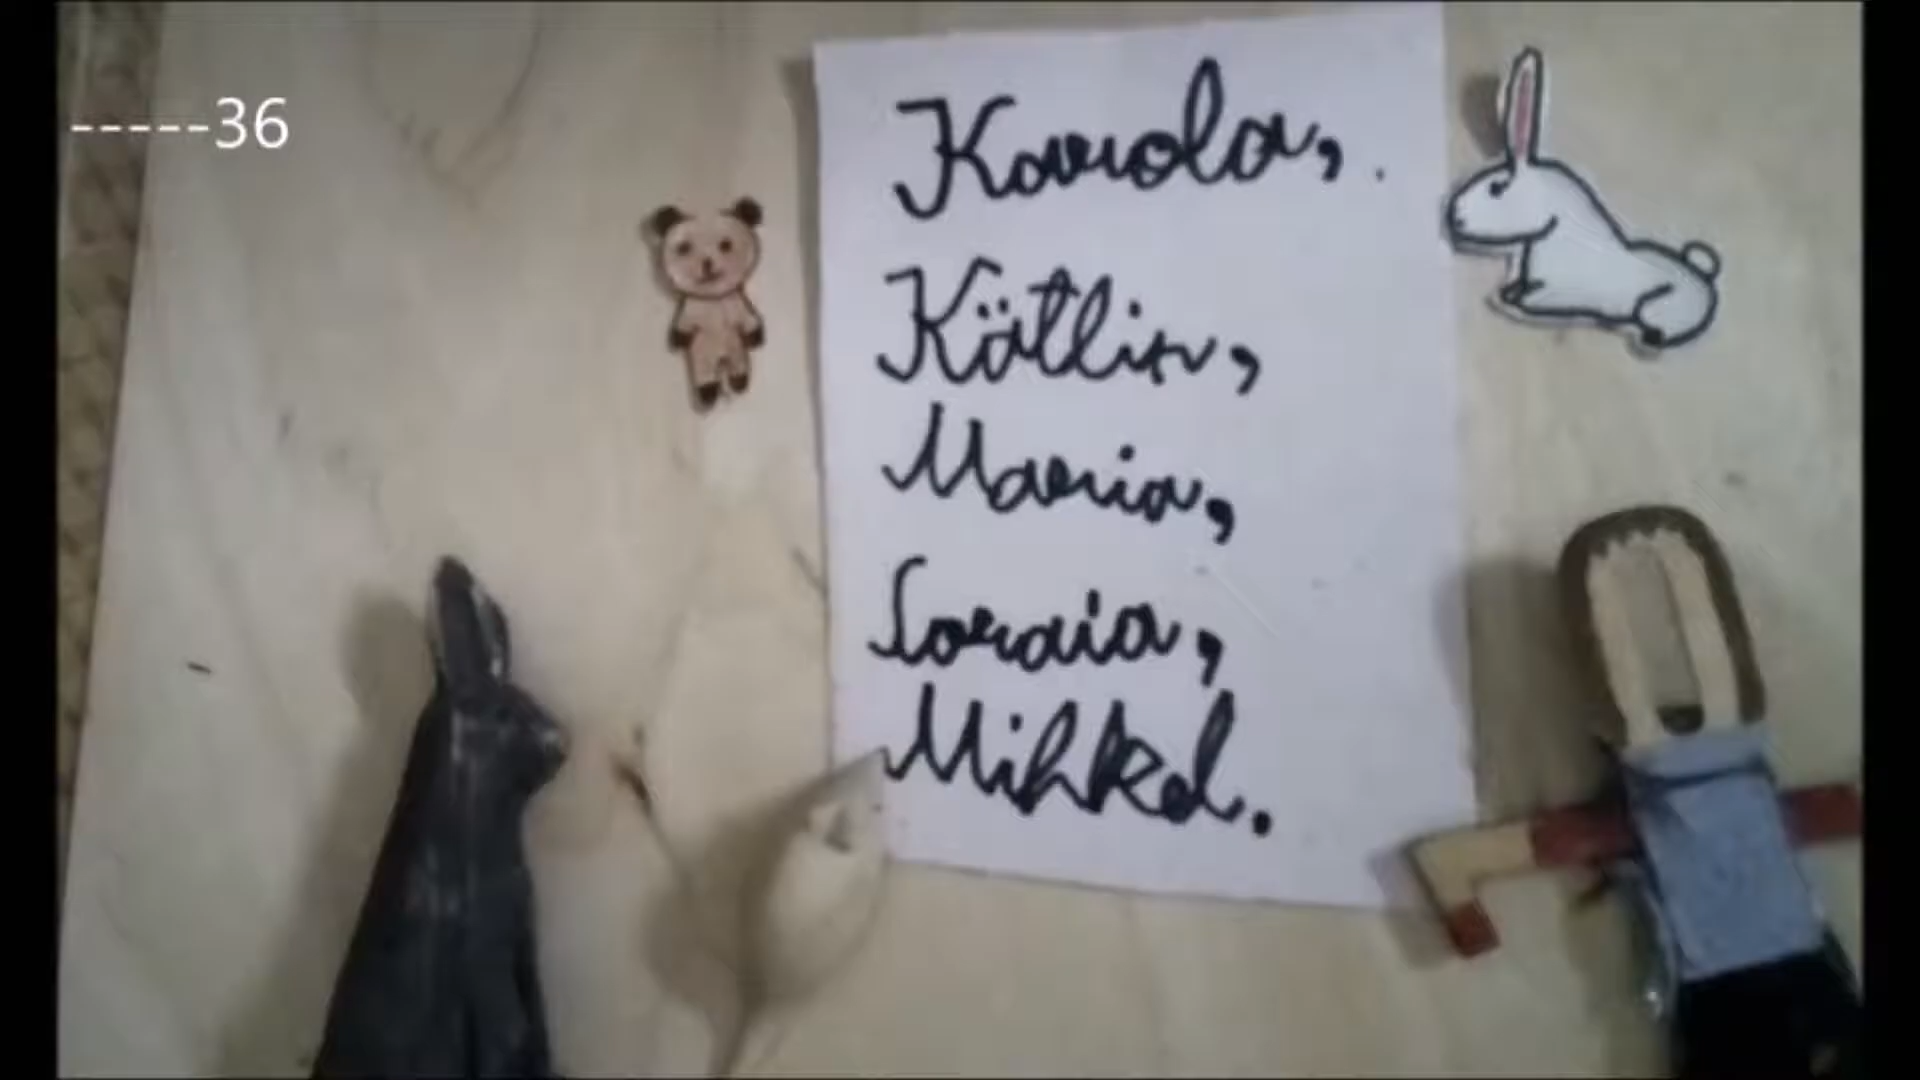 -----36
Karola,
Kätlin,
Maria,
Soraia,
Mihkel.